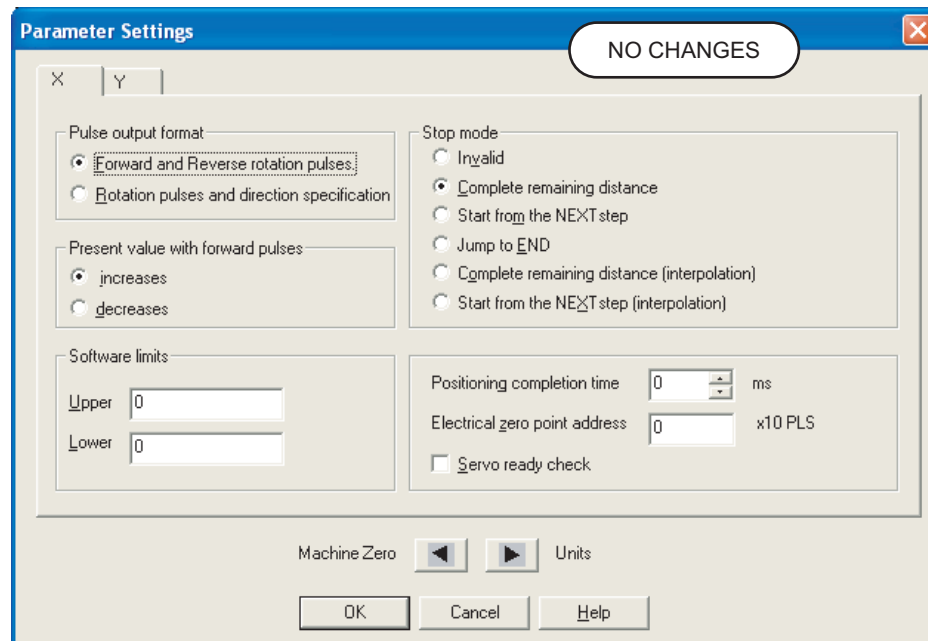 Parameter Settings
NO CHANGES
X
Y
Pulse output format
Forward and Reverse rotation pulses.
Rotation pulses and direction specification
Present value with forward pulses
increases
decreases
Software limits
Upper 0
Lower 0
Stop mode
Invalid
Complete remaining distance
Start from the NEXT step
Jump to END
Complete remaining distance (interpolation)
Start from the NEXT step (interpolation)
Positioning completion time 0 ms
Electrical zero point address 0 x10 PLS
Servo ready check
Machine Zero Units
OK Cancel Help